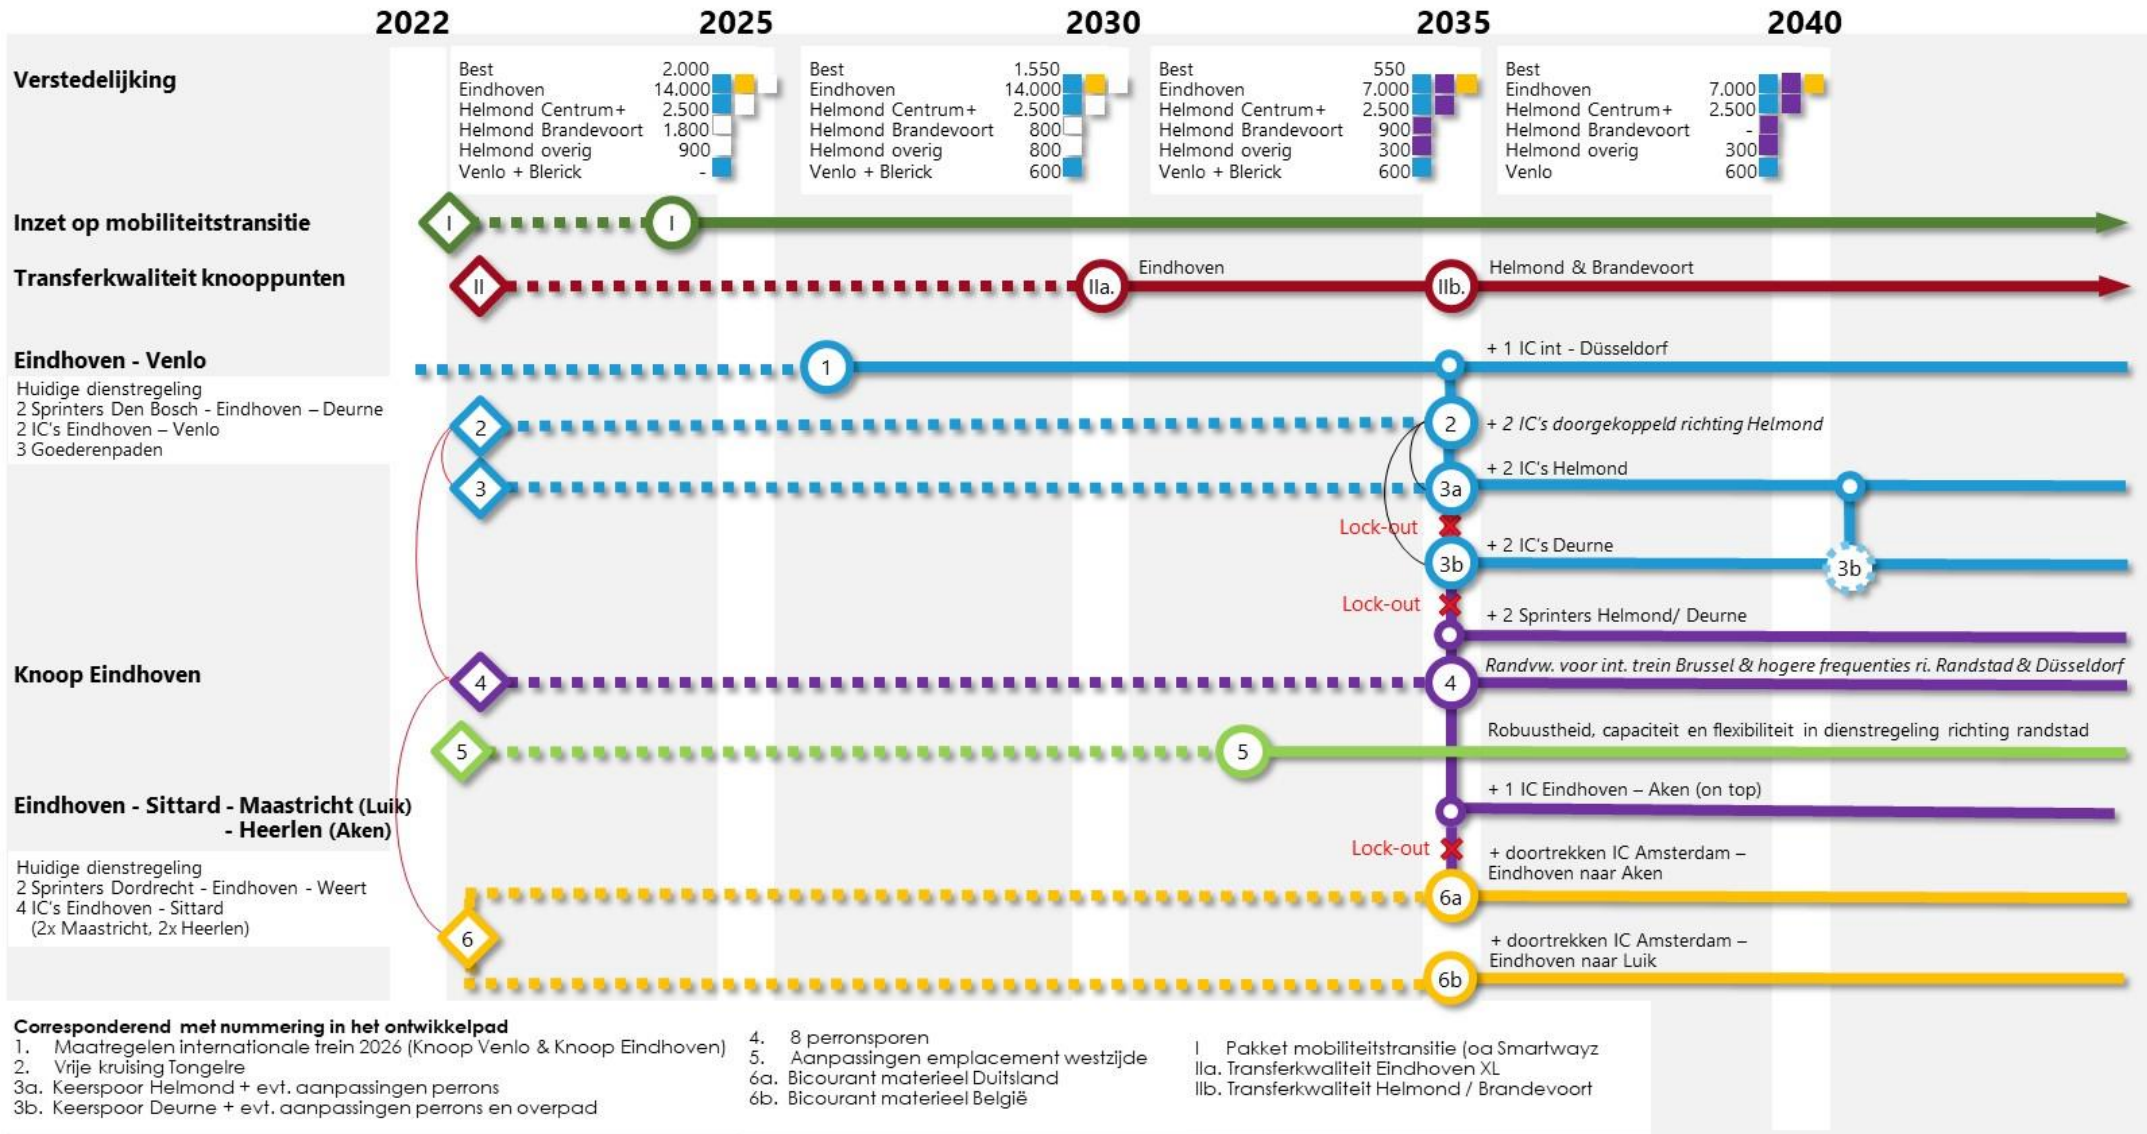 2022 2025 2030 2035 2040
Verstedelijking
Best 2.000
Eindhoven 14.000
Helmond Centrum+ 2.500
Helmond Brandevoort 1.800
Helmond overig 900
Venlo + Blerick -
Best 1.550
Eindhoven 14.000
Helmond Centrum+ 2.500
Helmond Brandevoort 800
Helmond overig 800
Venlo + Blerick 600
Best 550
Eindhoven 7.000
Helmond Centrum+ 2.500
Helmond Brandevoort 900
Helmond overig 300
Venlo + Blerick 600
Best
Eindhoven 7.000
Helmond Centrum+ 2.500
Helmond Brandevoort -
Helmond overig 300
Venlo 600
Inzet op mobiliteitstransitie
I I
Transferkwaliteit knooppunten
II IIa. Eindhoven IIb. Helmond & Brandevoort
Eindhoven - Venlo
1 + 1 IC int - Düsseldorf
Huidige dienstregeling
2 Sprinters Den Bosch - Eindhoven – Deurne
2 IC's Eindhoven – Venlo
3 Goederenpaden
2 2 + 2 IC's doorgekoppeld richting Helmond
3 3a + 2 IC's Helmond
Lock-out
3b + 2 IC's Deurne 3b
Lock-out
+ 2 Sprinters Helmond/ Deurne
Knoop Eindhoven
4 4 Randvw. voor int. trein Brussel & hogere frequenties ri. Randstad & Düsseldorf
5 5 Robuustheid, capaciteit en flexibiliteit in dienstregeling richting randstad
Eindhoven - Sittard - Maastricht (Luik)
- Heerlen (Aken)
+ 1 IC Eindhoven – Aken (on top)
Lock-out
Huidige dienstregeling
2 Sprinters Dordrecht - Eindhoven - Weert
4 IC's Eindhoven - Sittard
(2x Maastricht, 2x Heerlen)
6
6a + doortrekken IC Amsterdam –
Eindhoven naar Aken
6b + doortrekken IC Amsterdam –
Eindhoven naar Luik
Corresponderend met nummering in het ontwikkelpad
1. Maatregelen internationale trein 2026 (Knoop Venlo & Knoop Eindhoven)
2. Vrije kruising Tongelre
3a. Keerspoor Helmond + evt. aanpassingen perrons
3b. Keerspoor Deurne + evt. aanpassingen perrons en overpad
4. 8 perronsporen
5. Aanpassingen emplacement westzijde
6a. Bicourant materieel Duitsland
6b. Bicourant materieel België
I Pakket mobiliteitstransitie (oa Smartwayz
IIa. Transferkwaliteit Eindhoven XL
IIb. Transferkwaliteit Helmond / Brandevoort